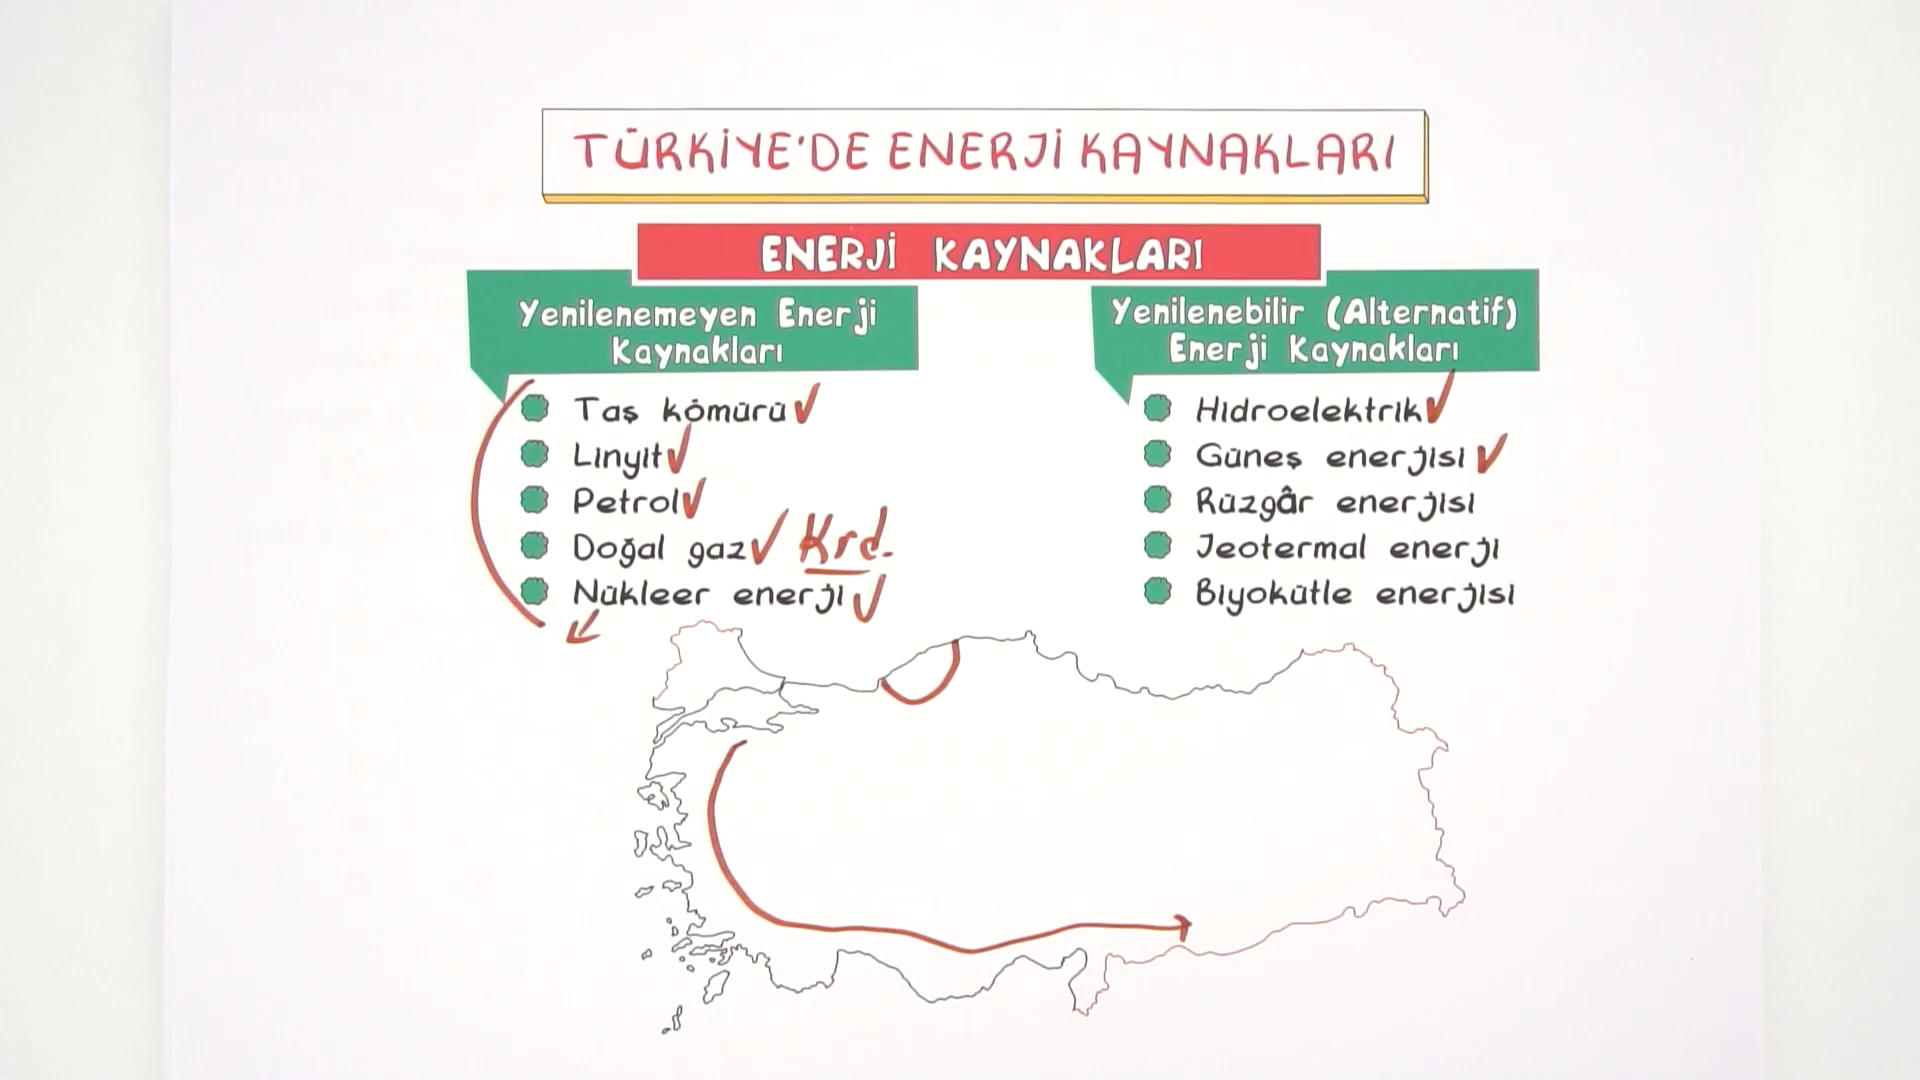 TÜRKİYE'DE ENERJİ KAYNAKLARI
ENERJİ KAYNAKLARI
Yenilenemeyen Enerji
Kaynakları
Taş kömürü
Linyit
Petrol
Doğal gaz Krd.
Nükleer enerji
Yenilenebilir (Alternatif)
Enerji Kaynakları
Hidroelektrik
Güneş enerjisi
Rüzgâr enerjisi
Jeotermal enerji
Biyokütle enerjisi